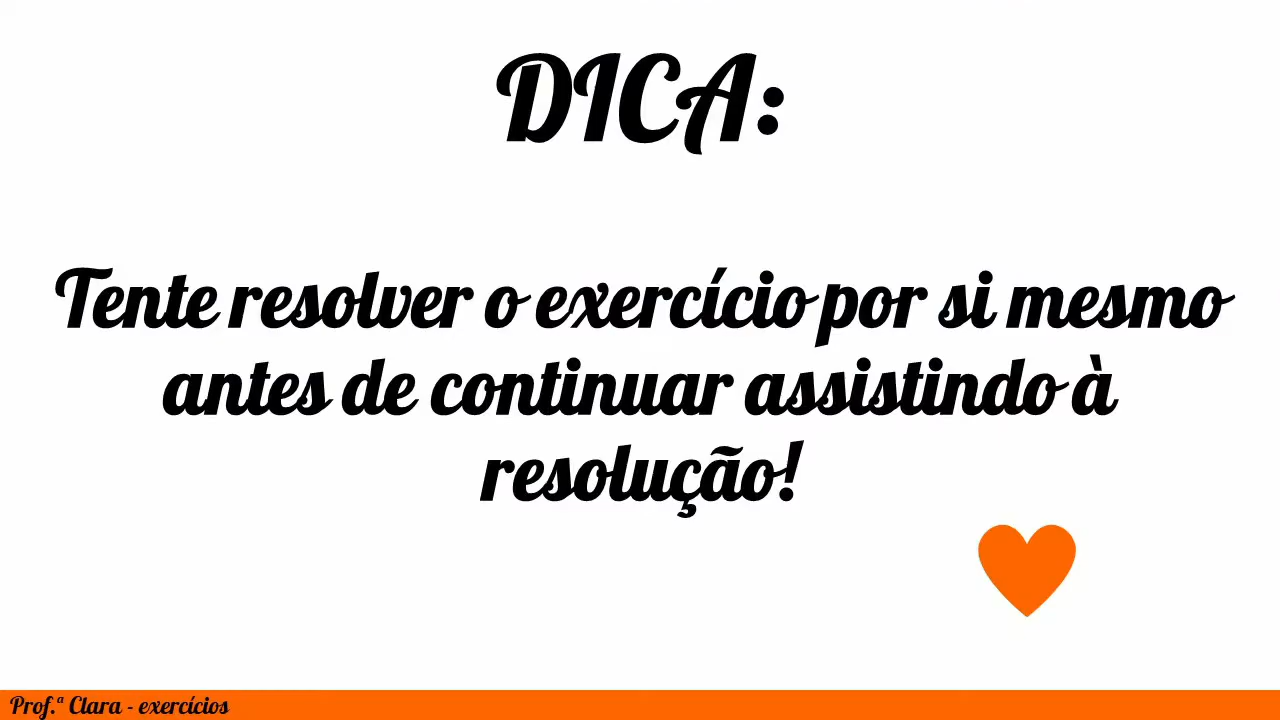 DICA:
Tente resolver o exercício por si mesmo
antes de continuar assistindo à
resolução!
Prof.ª Clara - exercícios